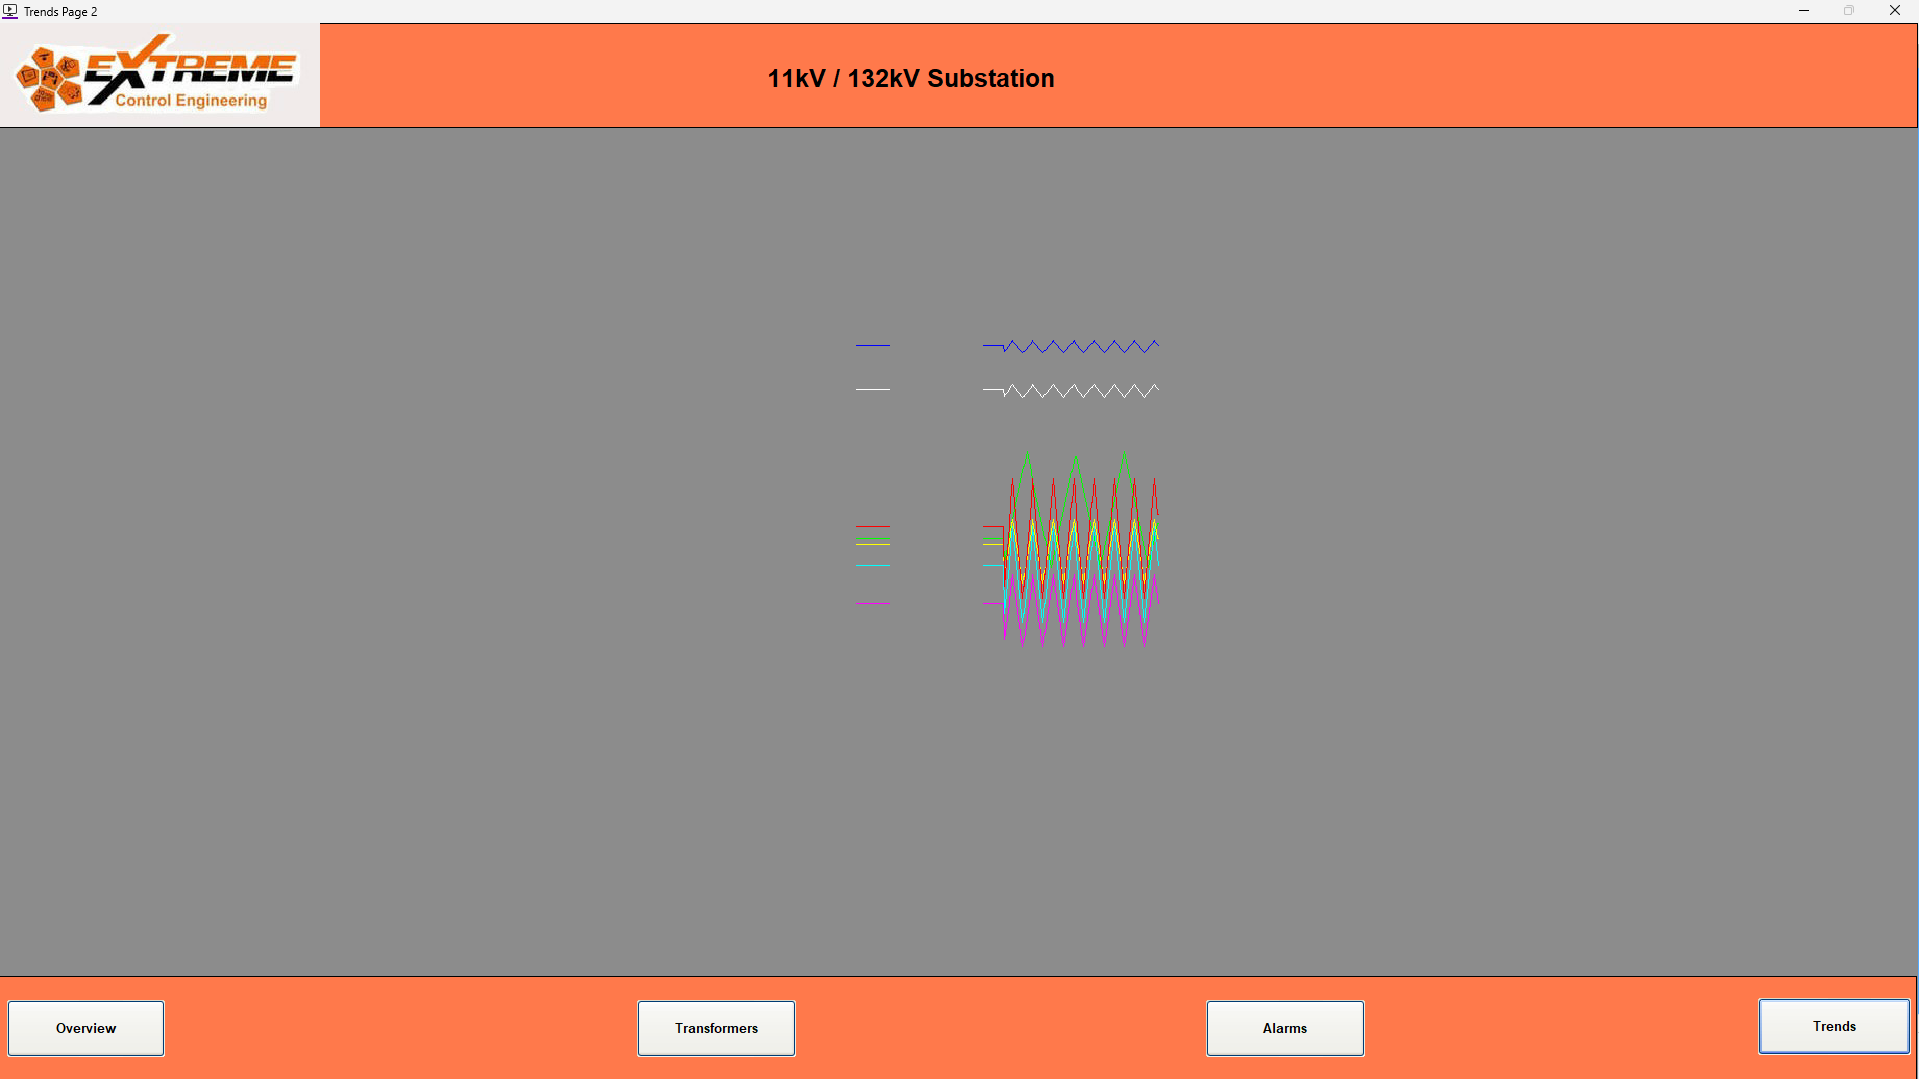 Trends Page 2
EXTREME
Control Engineering
11kV / 132kV Substation
Overview
Transformers
Alarms
Trends